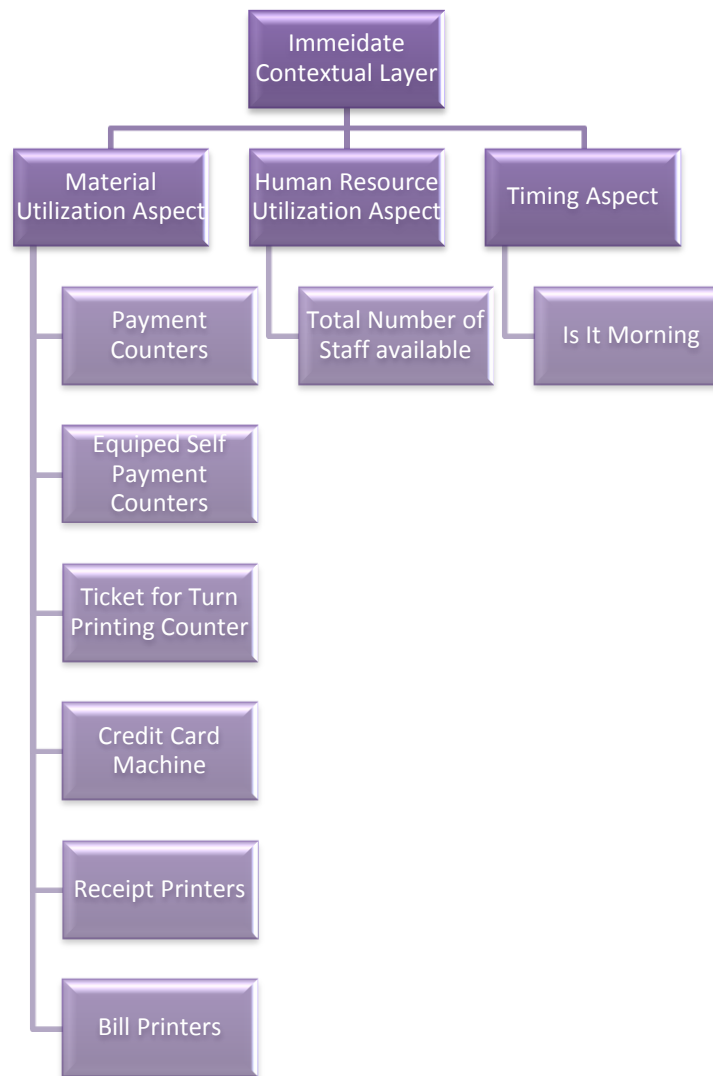 Immeidate
Contextual Layer
Material
Utilization Aspect
Human Resource
Utilization Aspect
Timing Aspect
Payment
Counters
Total Number of
Staff available
Is It Morning
Equiped Self
Payment
Counters
Ticket for Turn
Printing Counter
Credit Card
Machine
Receipt Printers
Bill Printers